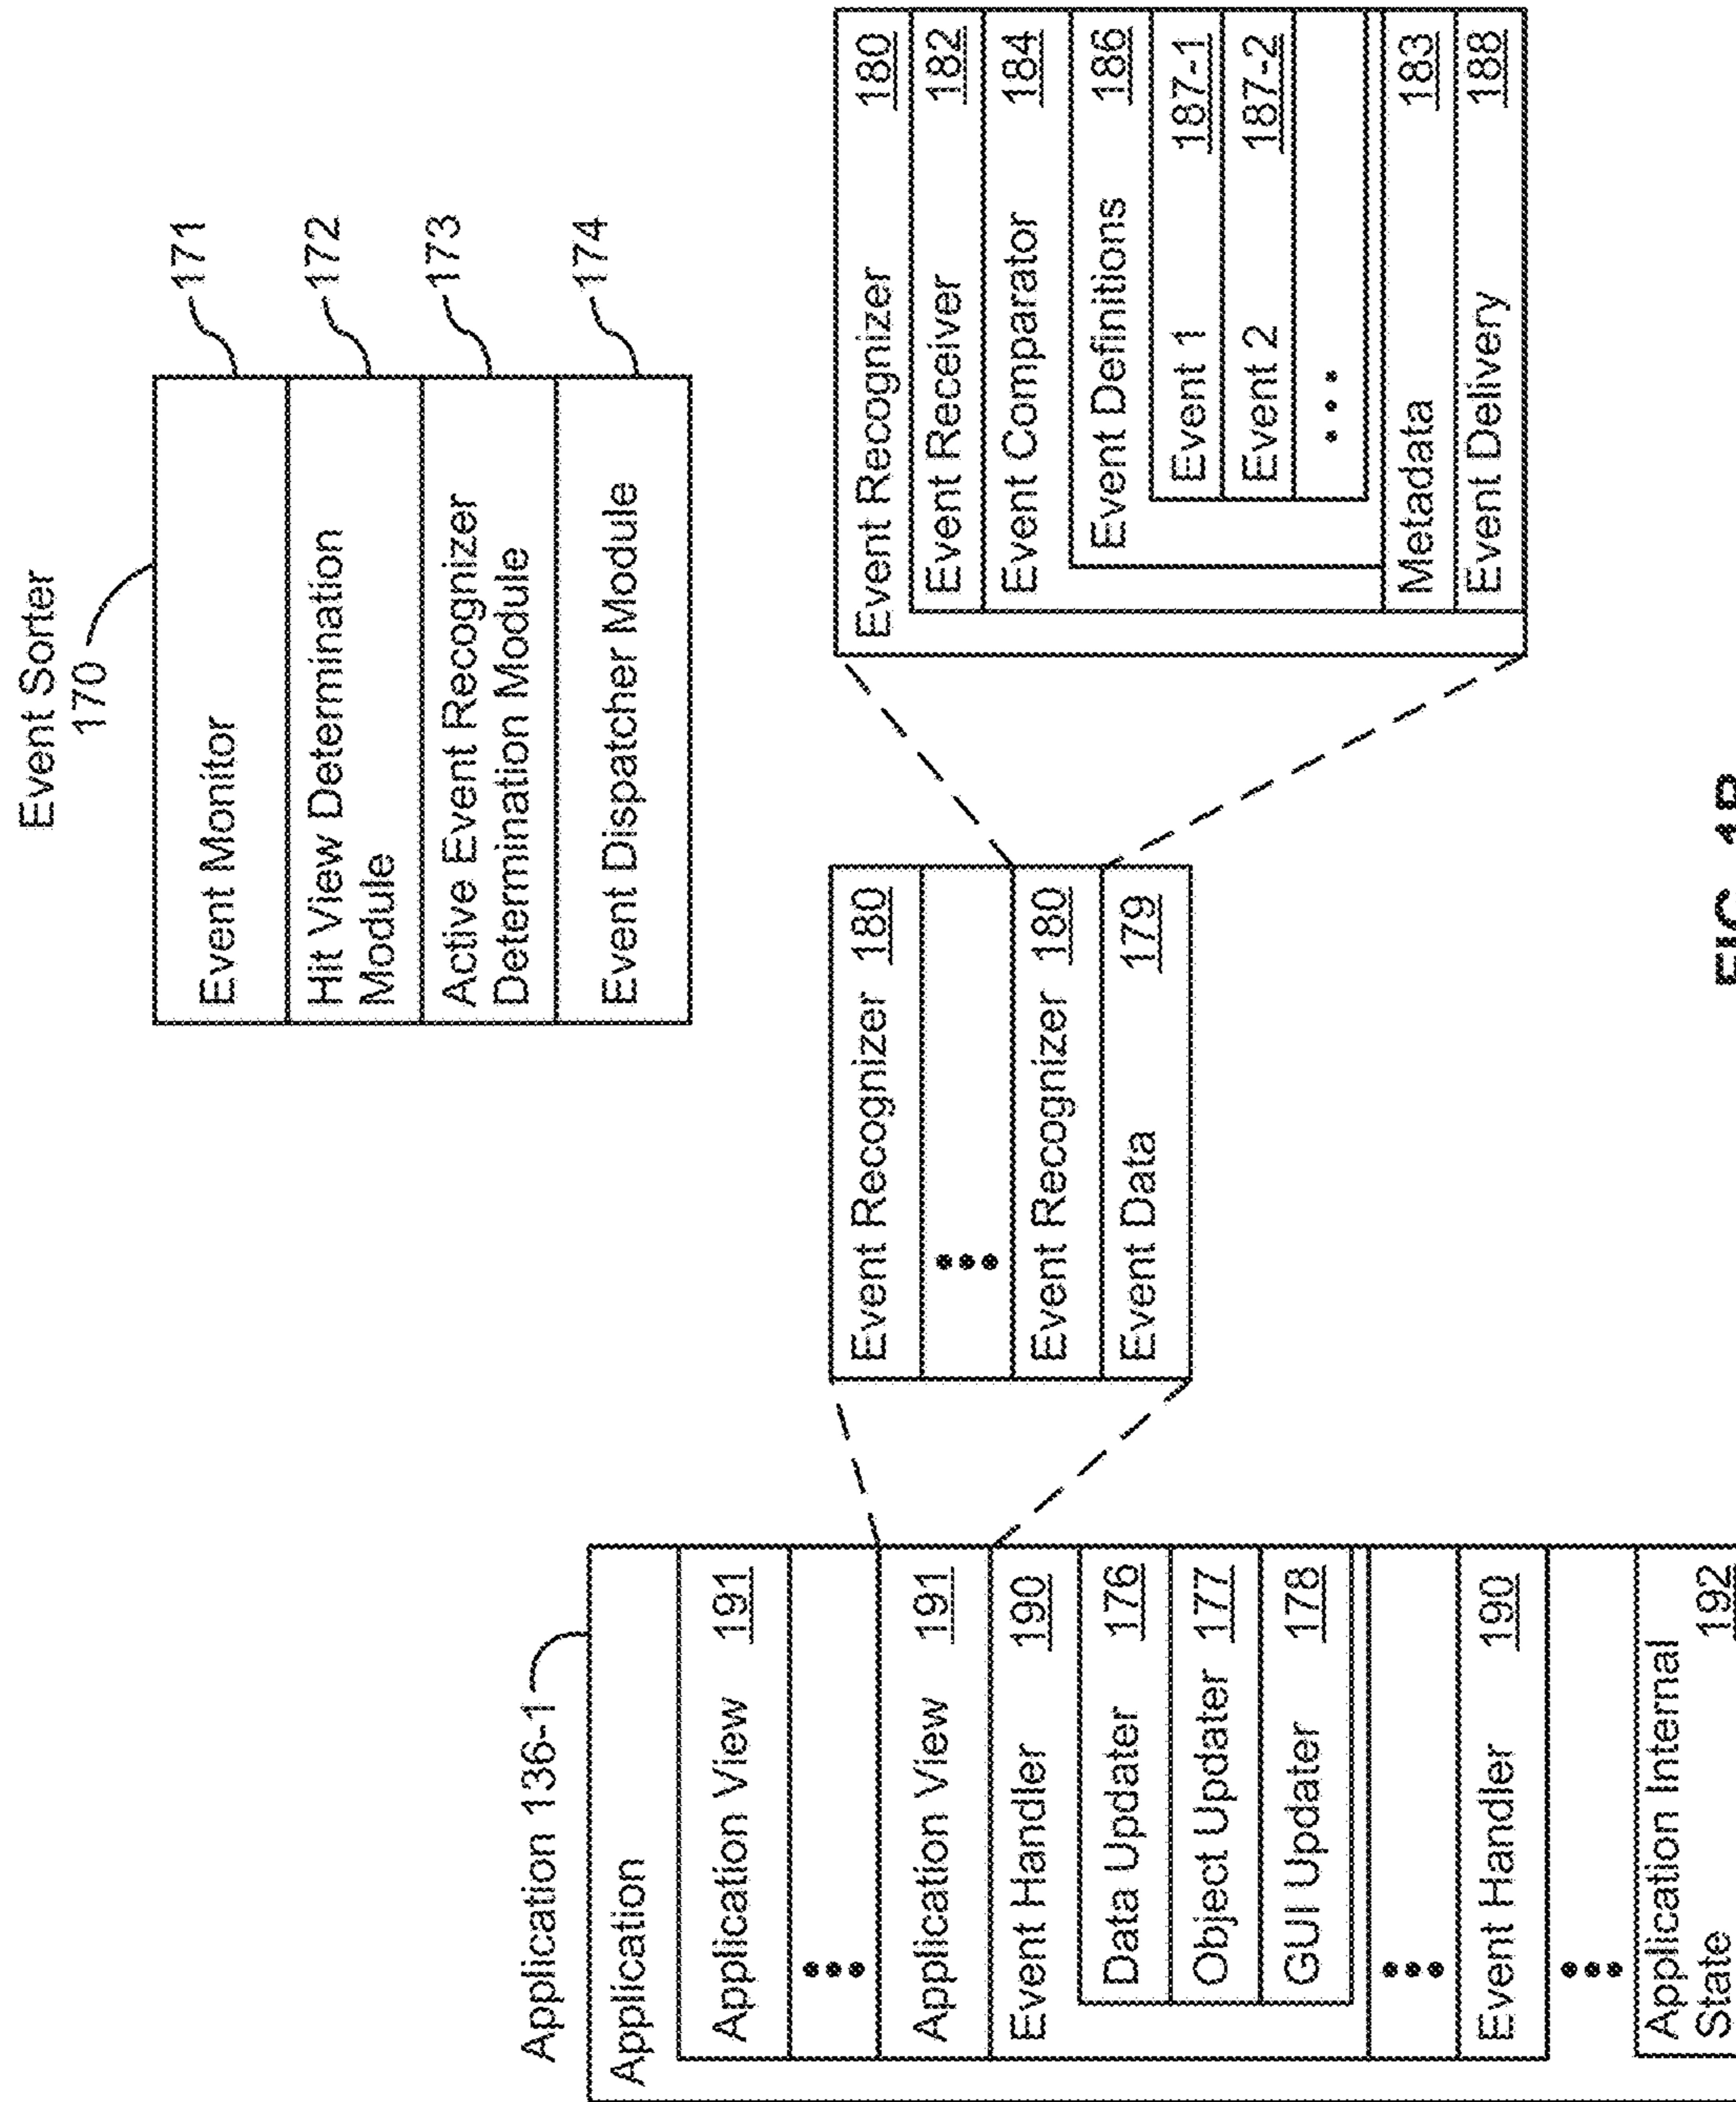 Event Sorter
170
Event Monitor
171
Hit View Determination
Module
172
Active Event Recognizer
Determination Module
173
Event Dispatcher Module
174
Application 136-1
Application
Application View 191
Application View 191
Event Handler 190
Data Updater 176
Object Updater 177
GUI Updater 178
Event Handler 190
Application Internal
State 192
Event Recognizer 180
Event Recognizer 180
Event Data 179
Event Recognizer 180
Event Receiver 182
Event Comparator 184
Event Definitions 186
Event 1 187-1
Event 2 187-2
Metadata 183
Event Delivery 188
FIG. 1B